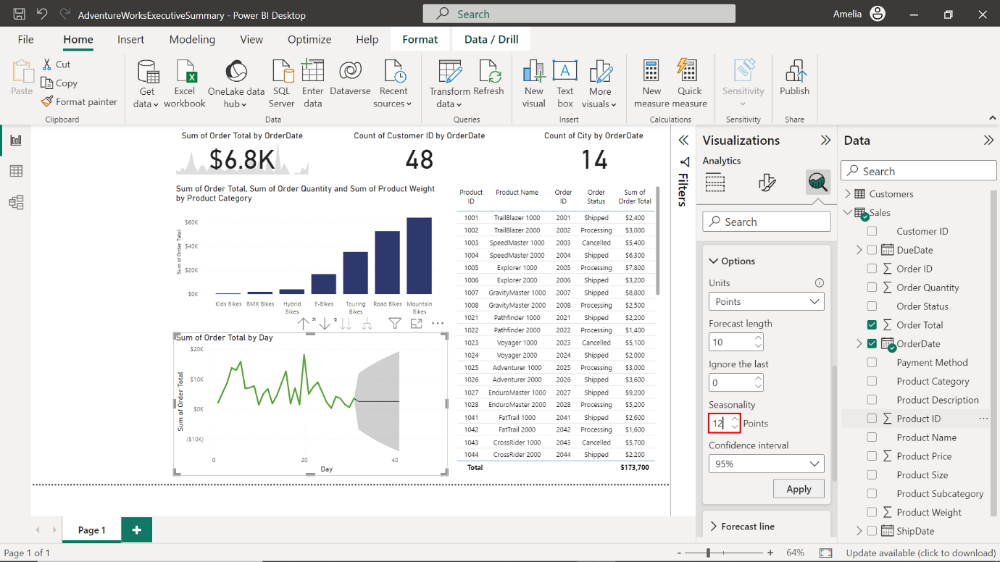 AdventureWorksExecutiveSummary - Power BI Desktop
Search
Amelia
File
Home
Insert
Modeling
View
Optimize
Help
Format
Data / Drill
Paste
Cut
Copy
Format painter
Clipboard
Get data
Excel workbook
OneLake data hub
SQL Server
Enter data
Dataverse
Recent sources
Data
Transform data
Refresh
Queries
New visual
Text box
More visuals
Insert
New measure
Quick measure
Calculations
Sensitivity
Sensitivity
Publish
Share
Sum of Order Total by OrderDate
$6.8K
Count of Customer ID by OrderDate
48
Count of City by OrderDate
14
Sum of Order Total, Sum of Order Quantity and Sum of Product Weight
by Product Category
Sum of Order Total
$60K
$40K
$20K
$0K
Kids Bikes
BMX Bikes
Hybrid Bikes
E-Bikes
Touring Bikes
Road Bikes
Mountain Bikes
Sum of Order Total by Day
Sum of Order Total
$20K
$10K
$0K
($10K)
0
20
40
Day
Product ID Product Name Order ID Order Status Sum of Order Total
1001 TrailBlazer 1000 2001 Shipped $2,400
1002 TrailBlazer 2000 2002 Processing $3,000
1003 SpeedMaster 1000 2003 Cancelled $5,400
1004 SpeedMaster 2000 2004 Shipped $6,300
1005 Explorer 1000 2005 Processing $7,800
1006 Explorer 2000 2006 Shipped $3,200
1007 GravityMaster 1000 2007 Shipped $8,800
1008 GravityMaster 2000 2008 Processing $2,500
1021 Pathfinder 1000 2021 Shipped $2,200
1022 Pathfinder 2000 2022 Processing $1,400
1023 Voyager 1000 2023 Cancelled $5,100
1024 Voyager 2000 2024 Shipped $2,000
1025 Adventurer 1000 2025 Processing $3,000
1026 Adventurer 2000 2026 Shipped $3,600
1027 EnduroMaster 1000 2027 Shipped $9,200
1028 EnduroMaster 2000 2028 Processing $5,200
1041 FatTrail 1000 2041 Shipped $2,600
1042 FatTrail 2000 2042 Processing $1,600
1043 CrossRider 1000 2043 Cancelled $5,700
1044 CrossRider 2000 2044 Shipped $2,200
Total $173,700
Filters
Visualizations
Analytics
Search
Options
Units
Points
Forecast length
10
Ignore the last
0
Seasonality
12 Points
Confidence interval
95%
Apply
Forecast line
Data
Search
Customers
Sales
Customer ID
DueDate
Order ID
Order Quantity
Order Status
Order Total
OrderDate
Payment Method
Product Category
Product Description
Product ID
Product Name
Product Price
Product Size
Product Subcategory
Product Weight
ShipDate
Page 1
Page 1 of 1
64%
Update available (click to download)